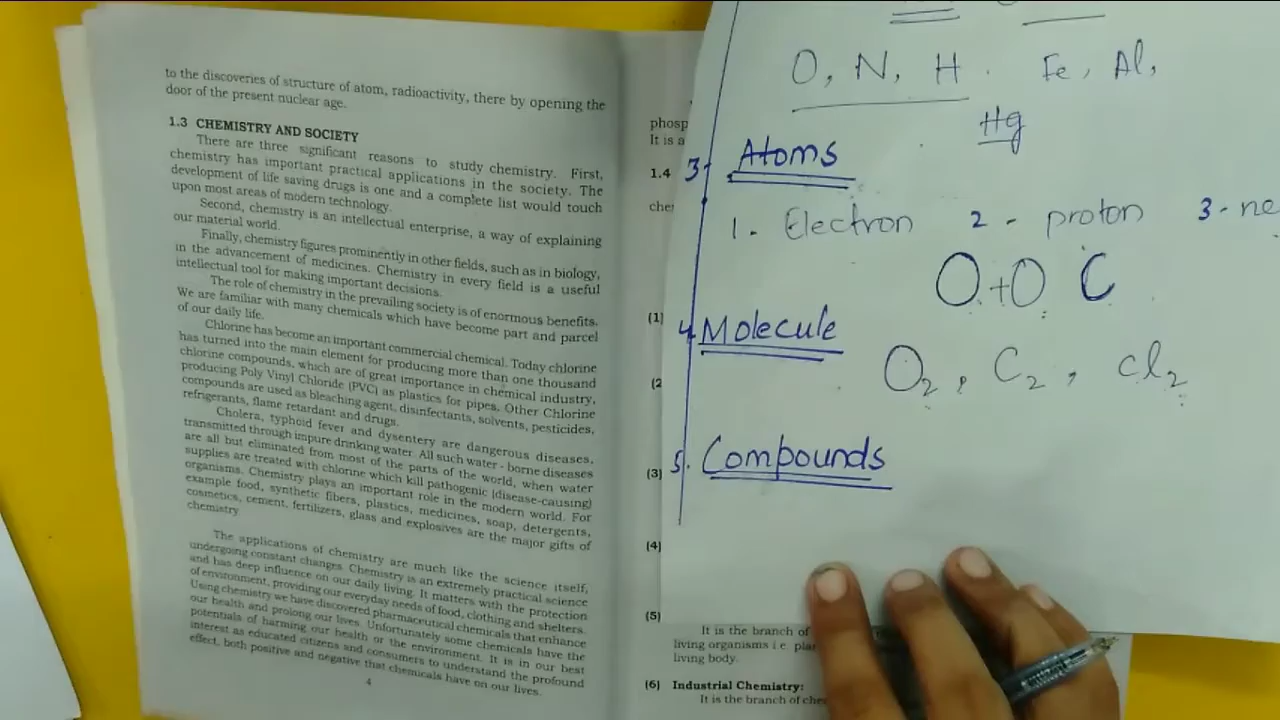 to the discoveries of structure of atom, radioactivity, there by opening the
door of the present nuclear age.
1.3 CHEMISTRY AND SOCIETY
There are three significant reasons to study chemistry. First,
chemistry has important practical applications in the society. The
development of life saving drugs is one and a complete list would touch
upon most areas of modern technology.
Second, chemistry is an intellectual enterprise, a way of explaining
our material world.
Finally, chemistry figures prominently in other fields, such as in biology,
in the advancement of medicines. Chemistry in every field is a useful
intellectual tool for making important decisions.
The role of chemistry in the prevailing society is of enormous benefits.
We are familiar with many chemicals which have become part and parcel
of our daily life.
Chlorine has become an important commercial chemical. Today chlorine
has turned into the main element for producing more than one thousand
chlorine compounds, which are of great importance in chemical industry,
producing Poly Vinyl Chloride (PVC) as plastics for pipes. Other Chlorine
compounds are used as bleaching agent, disinfectants, solvents, pesticides,
refrigerants, flame retardant and drugs.
Cholera, typhoid fever and dysentery are dangerous diseases,
transmitted through impure drinking water. All such water - borne diseases
are all but eliminated from most of the parts of the world, when water
supplies are treated with chlorine which kill pathogenic (disease-causing)
organisms. Chemistry plays an important role in the modern world. For
example food, synthetic fibers, plastics, medicines, soap, detergents,
cosmetics, cement, fertilizers, glass and explosives are the major gifts of
chemistry
The applications of chemistry are much like the science itself,
undergoing constant changes. Chemistry is an extremely practical science
and has deep influence on our daily living. It matters with the protection
of environment, providing our everyday needs of food, clothing and shelters.
Using chemistry we have discovered pharmaceutical chemicals that enhance
our health and prolong our lives. Unfortunately some chemicals have the
potentials of harming our health or the environment. It is in our best
interest as educated citizens and consumers to understand the profound
effect, both positive and negative that chemicals have on our lives.
4
phosp
It is a
1.4
cher
(1)
(2
(3)
(4)
(5)
It is the branch of
living organisms i.e plan
living body.
(6) Industrial Chemistry:
It is the branch of che
O, N, H. Fe, Al,
Hg
3- Atoms
1. Electron 2 - proton 3- ne
O + O C
4. Molecule
O2, C2, Cl2
5. Compounds